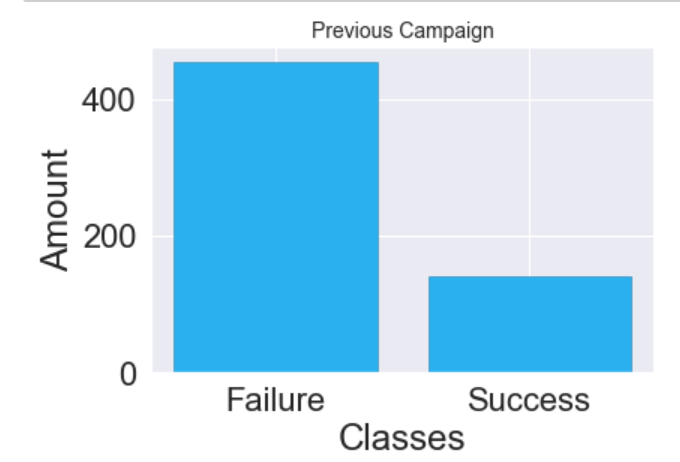 Previous Campaign
400
200
0
Amount
Failure Success
Classes